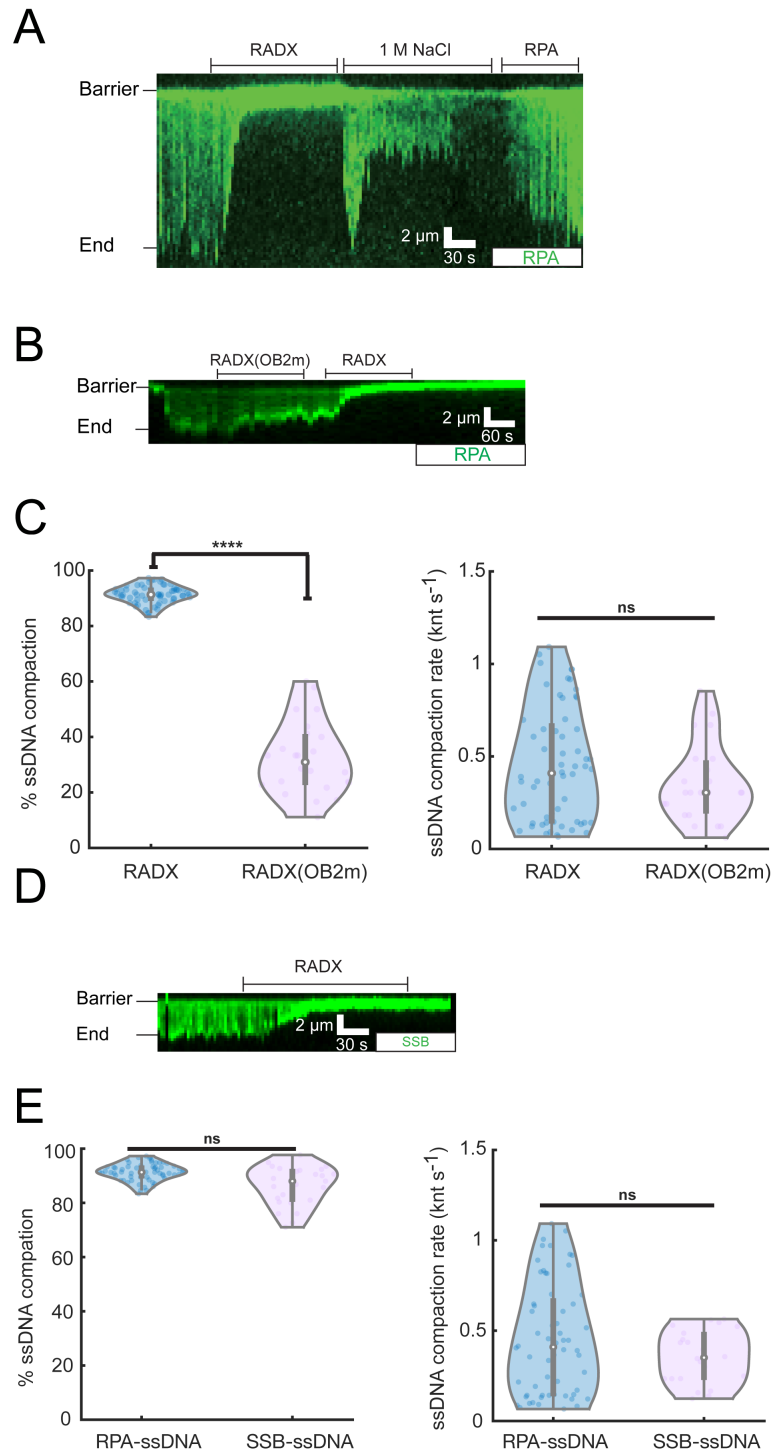 A
RADX 1 M NaCl RPA
Barrier
End
2 µm
30 s
RPA
B
RADX(OB2m) RADX
Barrier
End
2 µm
60 s
RPA
C
****
100
80
60
40
20
0
% ssDNA compaction
RADX RADX(OB2m)
ns
1.5
1
0.5
0
ssDNA compaction rate (knt s⁻¹)
RADX RADX(OB2m)
D
RADX
Barrier
End
2 µm
30 s
SSB
E
ns
100
80
60
40
20
0
% ssDNA compation
RPA-ssDNA SSB-ssDNA
ns
1.5
1
0.5
0
ssDNA compaction rate (knt s⁻¹)
RPA-ssDNA SSB-ssDNA